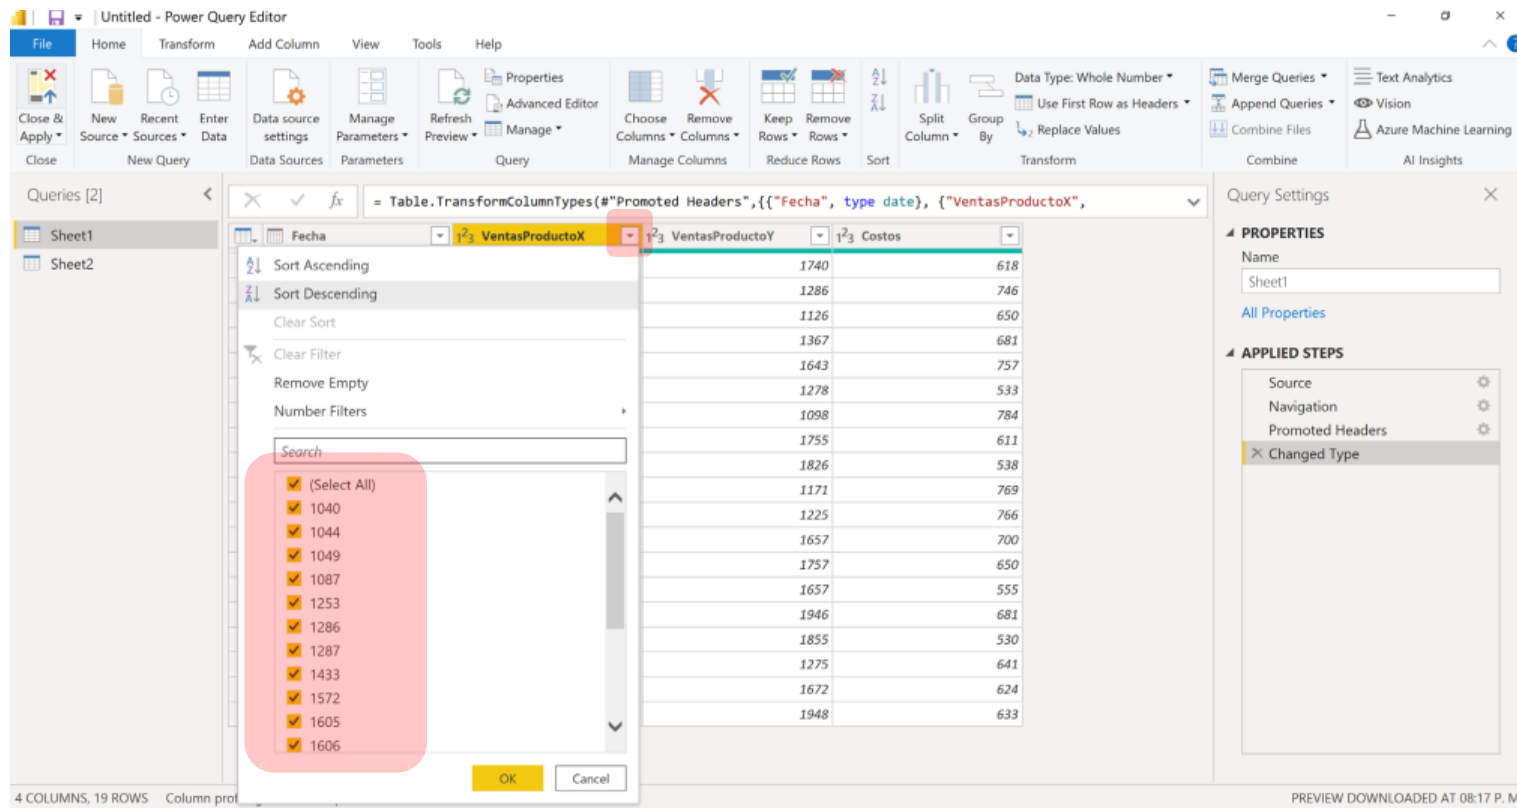 Untitled - Power Query Editor
File Home Transform Add Column View Tools Help
Close & Apply
New Source
Recent Sources
Enter Data
Data source settings
Manage Parameters
Refresh Preview
Properties
Advanced Editor
Manage
Choose Columns
Remove Columns
Keep Rows
Remove Rows
Split Column
Group By
Data Type: Whole Number
Use First Row as Headers
Replace Values
Merge Queries
Append Queries
Combine Files
Text Analytics
Vision
Azure Machine Learning
Close New Query Data Sources Parameters Query Manage Columns Reduce Rows Sort Transform Combine AI Insights
Queries [2]
Sheet1
Sheet2
fx = Table.TransformColumnTypes(#"Promoted Headers",{{"Fecha", type date}, {"VentasProductoX",
Fecha 123 VentasProductoX 123 VentasProductoY 123 Costos
Sort Ascending
Sort Descending
Clear Sort
Clear Filter
Remove Empty
Number Filters
Search
(Select All)
1040
1044
1049
1087
1253
1286
1287
1433
1572
1605
1606
OK Cancel
1740 618
1286 746
1126 650
1367 681
1643 757
1278 533
1098 784
1755 611
1826 538
1171 769
1225 766
1657 700
1757 650
1657 555
1946 681
1855 530
1275 641
1672 624
1948 633
Query Settings
PROPERTIES
Name
Sheet1
All Properties
APPLIED STEPS
Source
Navigation
Promoted Headers
Changed Type
4 COLUMNS, 19 ROWS Column
PREVIEW DOWNLOADED AT 08:17 P. M